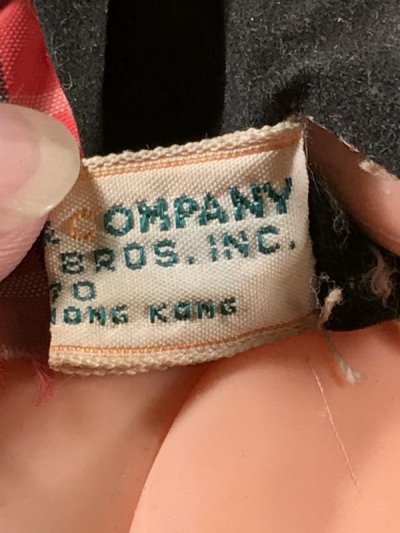 & COMPANY
BROS. INC.
70
HONG KONG